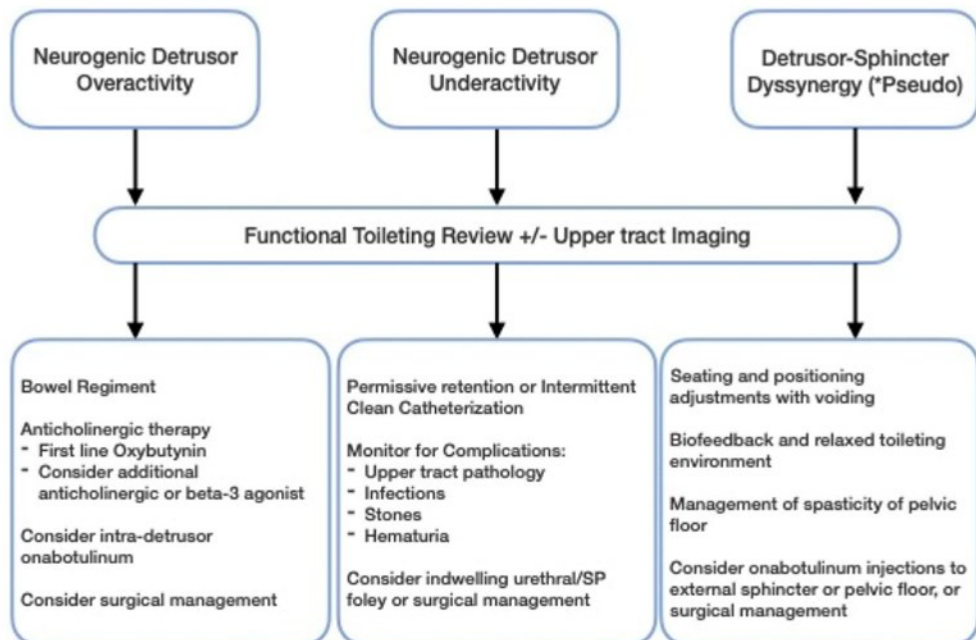 Neurogenic Detrusor
Overactivity
Neurogenic Detrusor
Underactivity
Detrusor-Sphincter
Dyssynergy (*Pseudo)
Functional Toileting Review +/- Upper tract Imaging
Bowel Regiment
Anticholinergic therapy
- First line Oxybutynin
- Consider additional
anticholinergic or beta-3 agonist
Consider intra-detrusor
onabotulinum
Consider surgical management
Permissive retention or Intermittent
Clean Catheterization
Monitor for Complications:
- Upper tract pathology
- Infections
- Stones
- Hematuria
Consider indwelling urethral/SP
foley or surgical management
Seating and positioning
adjustments with voiding
Biofeedback and relaxed toileting
environment
Management of spasticity of pelvic
floor
Consider onabotulinum injections to
external sphincter or pelvic floor, or
surgical management